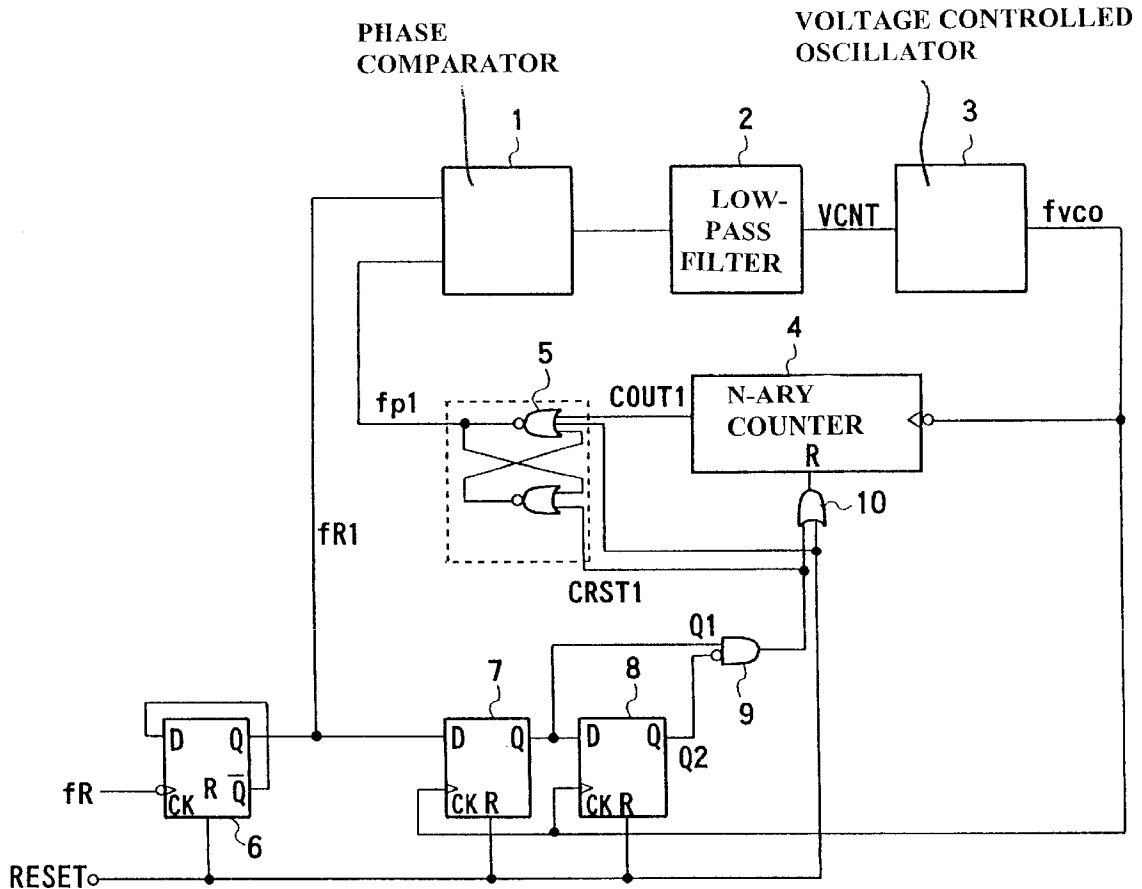 PHASE
COMPARATOR
VOLTAGE CONTROLLED
OSCILLATOR
1
2
3
LOW-
PASS
FILTER
VCNT
fvco
4
5
fp1
COUT1
N-ARY
COUNTER
R
10
fR1
CRST1
Q1
9
7
8
D Q
D Q
Q2
D Q
fR
CK R Q̅
CK R
CK R
6
RESET